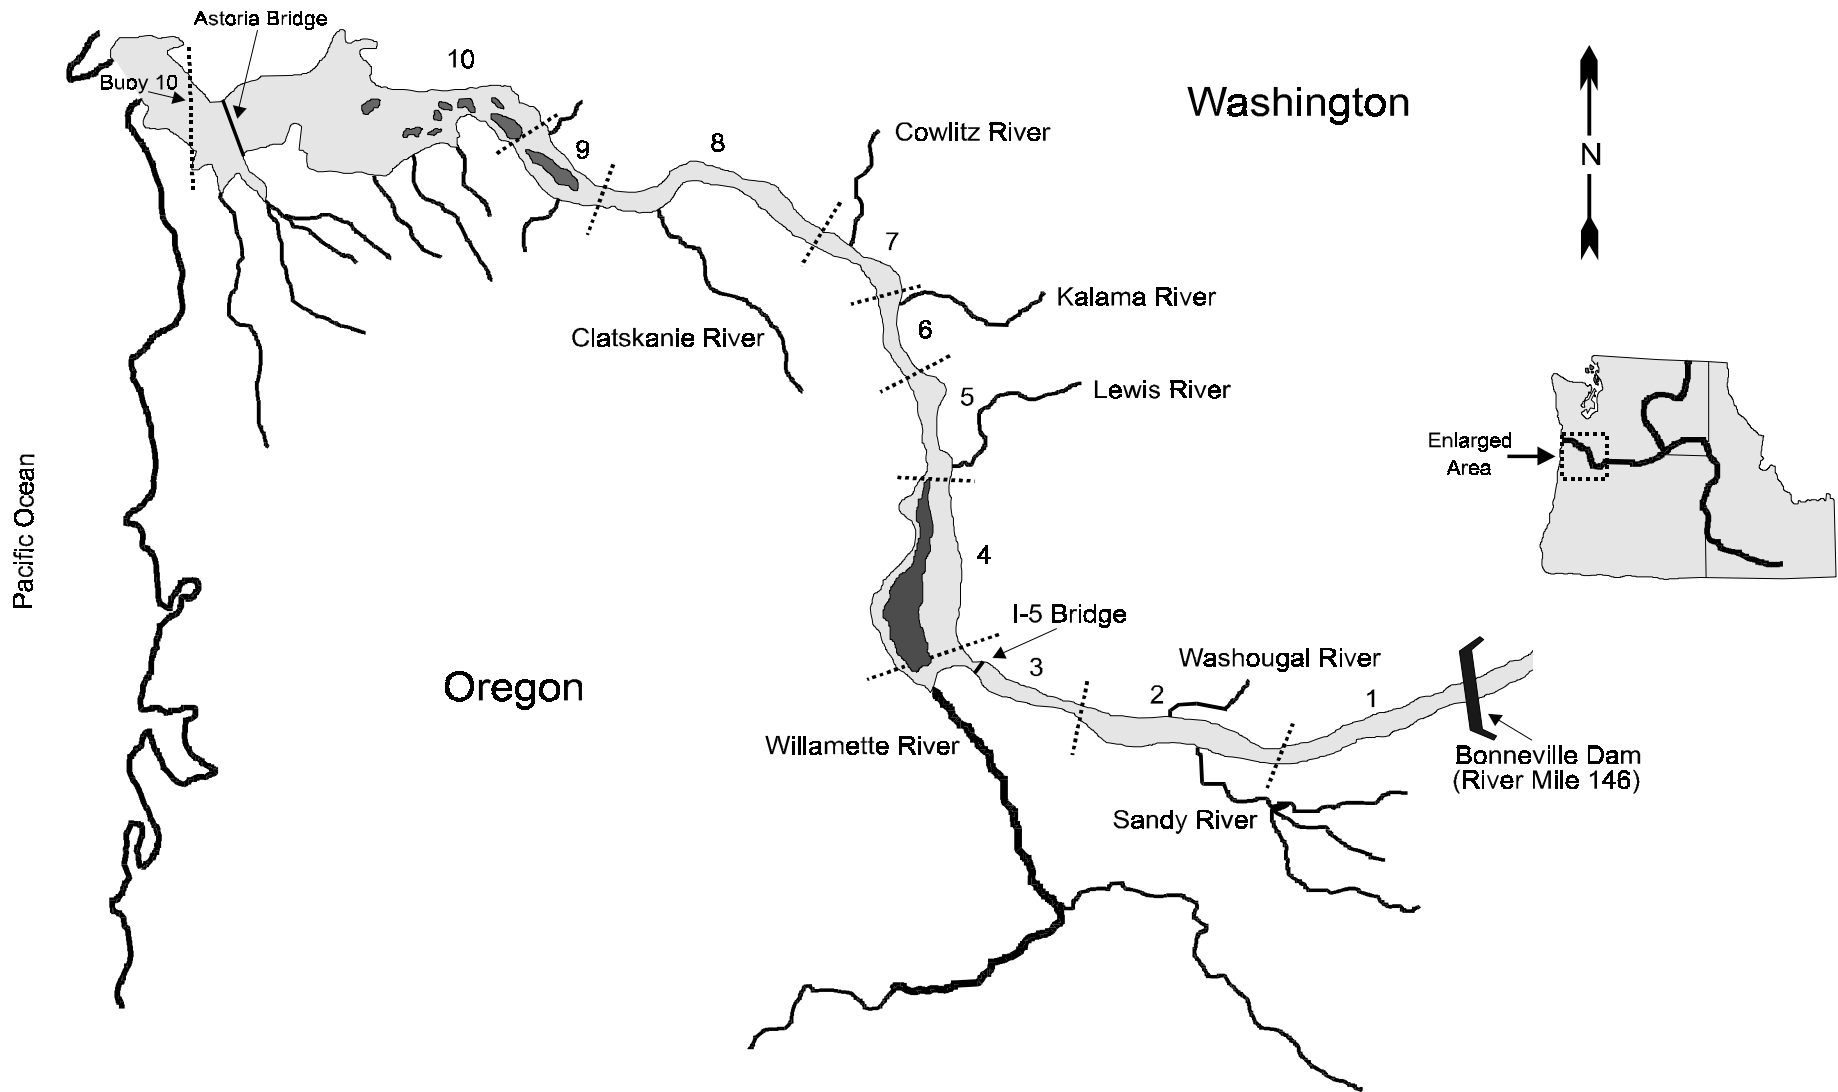 Astoria Bridge
10
Buoy 10
Washington
Cowlitz River
8
9
N
7
Kalama River
6
Clatskanie River
5
Lewis River
Enlarged
Area
Pacific Ocean
4
I-5 Bridge
3
Washougal River
Oregon
2
1
Willamette River
Bonneville Dam
(River Mile 146)
Sandy River